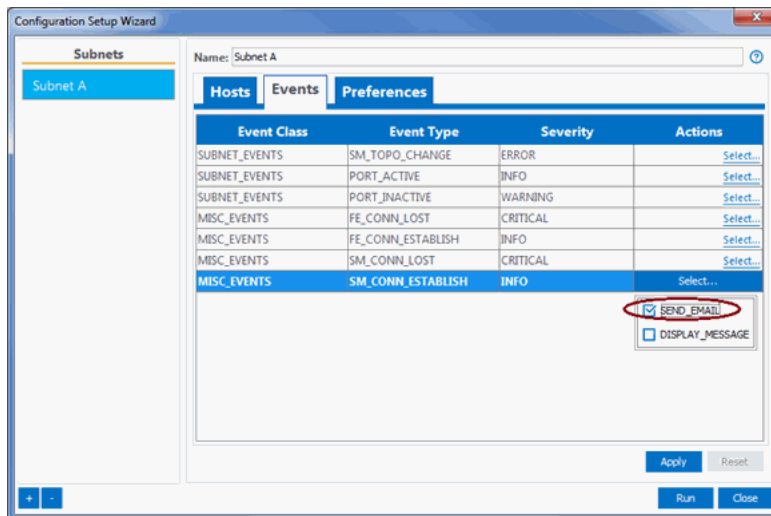 Configuration Setup Wizard
x
Subnets
Subnet A
Name: Subnet A
?
Hosts Events Preferences
Event Class Event Type Severity Actions
SUBNET_EVENTS SM_TOPO_CHANGE ERROR Select...
SUBNET_EVENTS PORT_ACTIVE INFO Select...
SUBNET_EVENTS PORT_INACTIVE WARNING Select...
MISC_EVENTS FE_CONN_LOST CRITICAL Select...
MISC_EVENTS FE_CONN_ESTABLISH INFO Select...
MISC_EVENTS SM_CONN_LOST CRITICAL Select...
MISC_EVENTS SM_CONN_ESTABLISH INFO Select...
SEND_EMAIL
DISPLAY_MESSAGE
Apply Reset
+ - Run Close